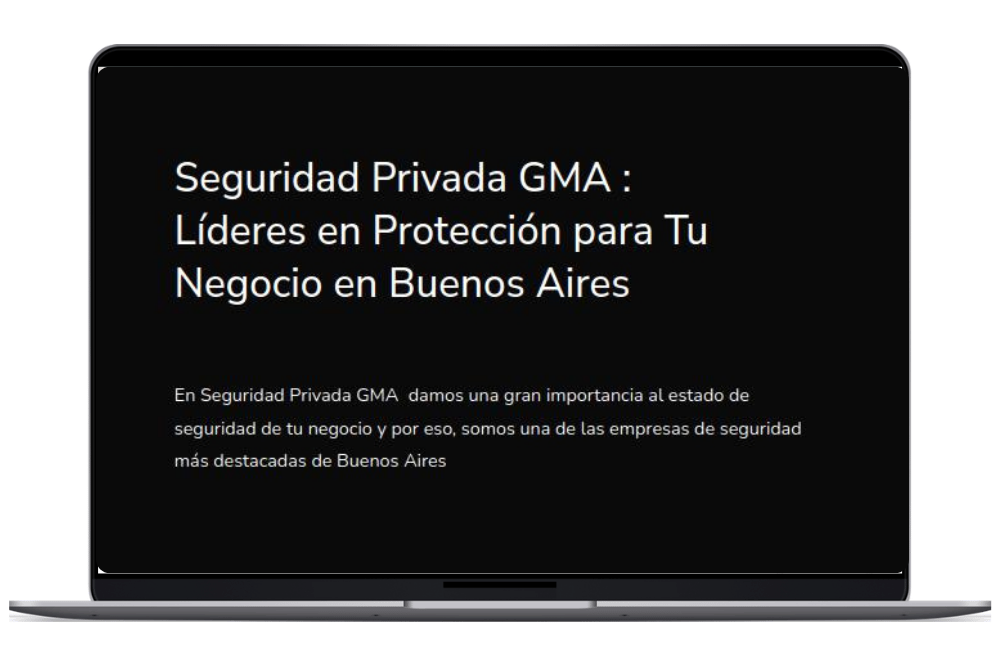 Seguridad Privada GMA :
Líderes en Protección para Tu
Negocio en Buenos Aires
En Seguridad Privada GMA  damos una gran importancia al estado de
seguridad de tu negocio y por eso, somos una de las empresas de seguridad
más destacadas de Buenos Aires